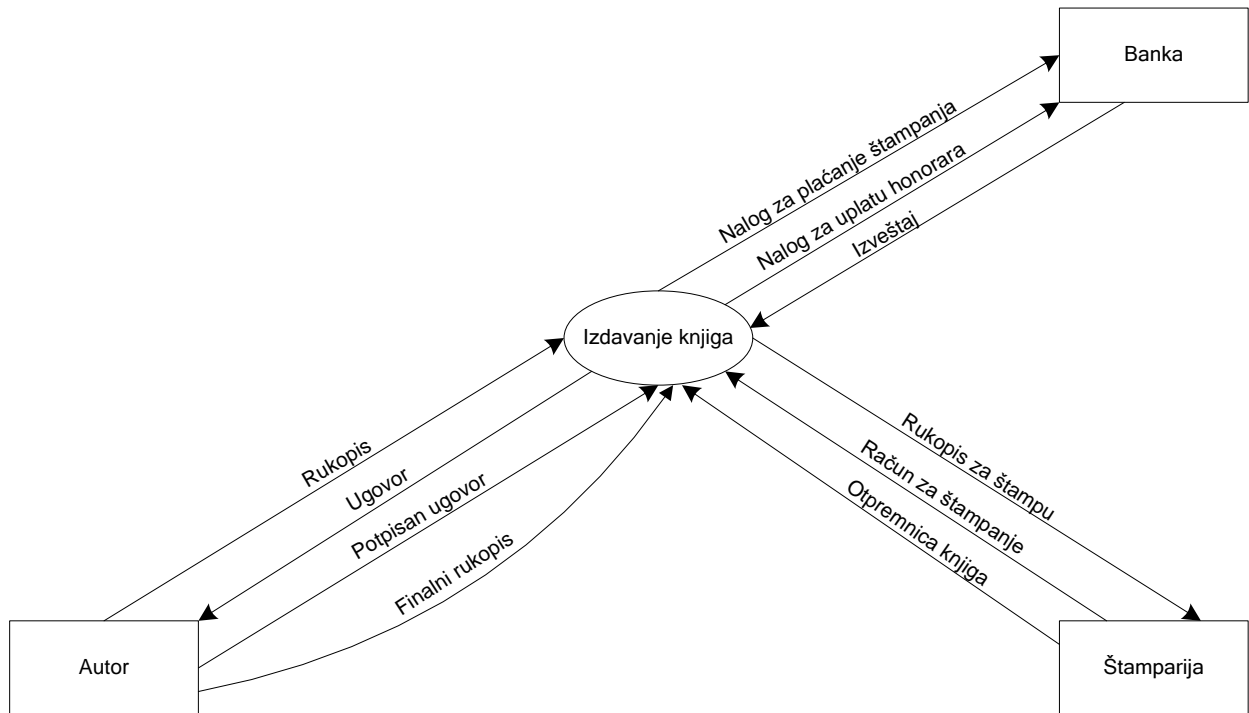 Banka
Nalog za plaćanje štampanja
Nalog za uplatu honorara
Izveštaj
Izdavanje knjiga
Rukopis
Ugovor
Potpisan ugovor
Finalni rukopis
Rukopis za štampu
Račun za štampanje
Otpremnica knjiga
Autor
Štamparija